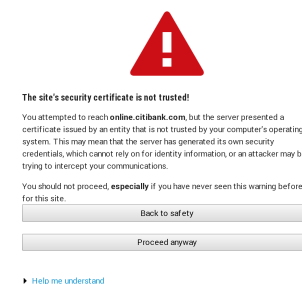 The site's security certificate is not trusted!
You attempted to reach online.citibank.com, but the server presented a
certificate issued by an entity that is not trusted by your computer's operating
system. This may mean that the server has generated its own security
credentials, which cannot rely on for identity information, or an attacker may b
trying to intercept your communications.
You should not proceed, especially if you have never seen this warning before
for this site.
Back to safety
Proceed anyway
Help me understand